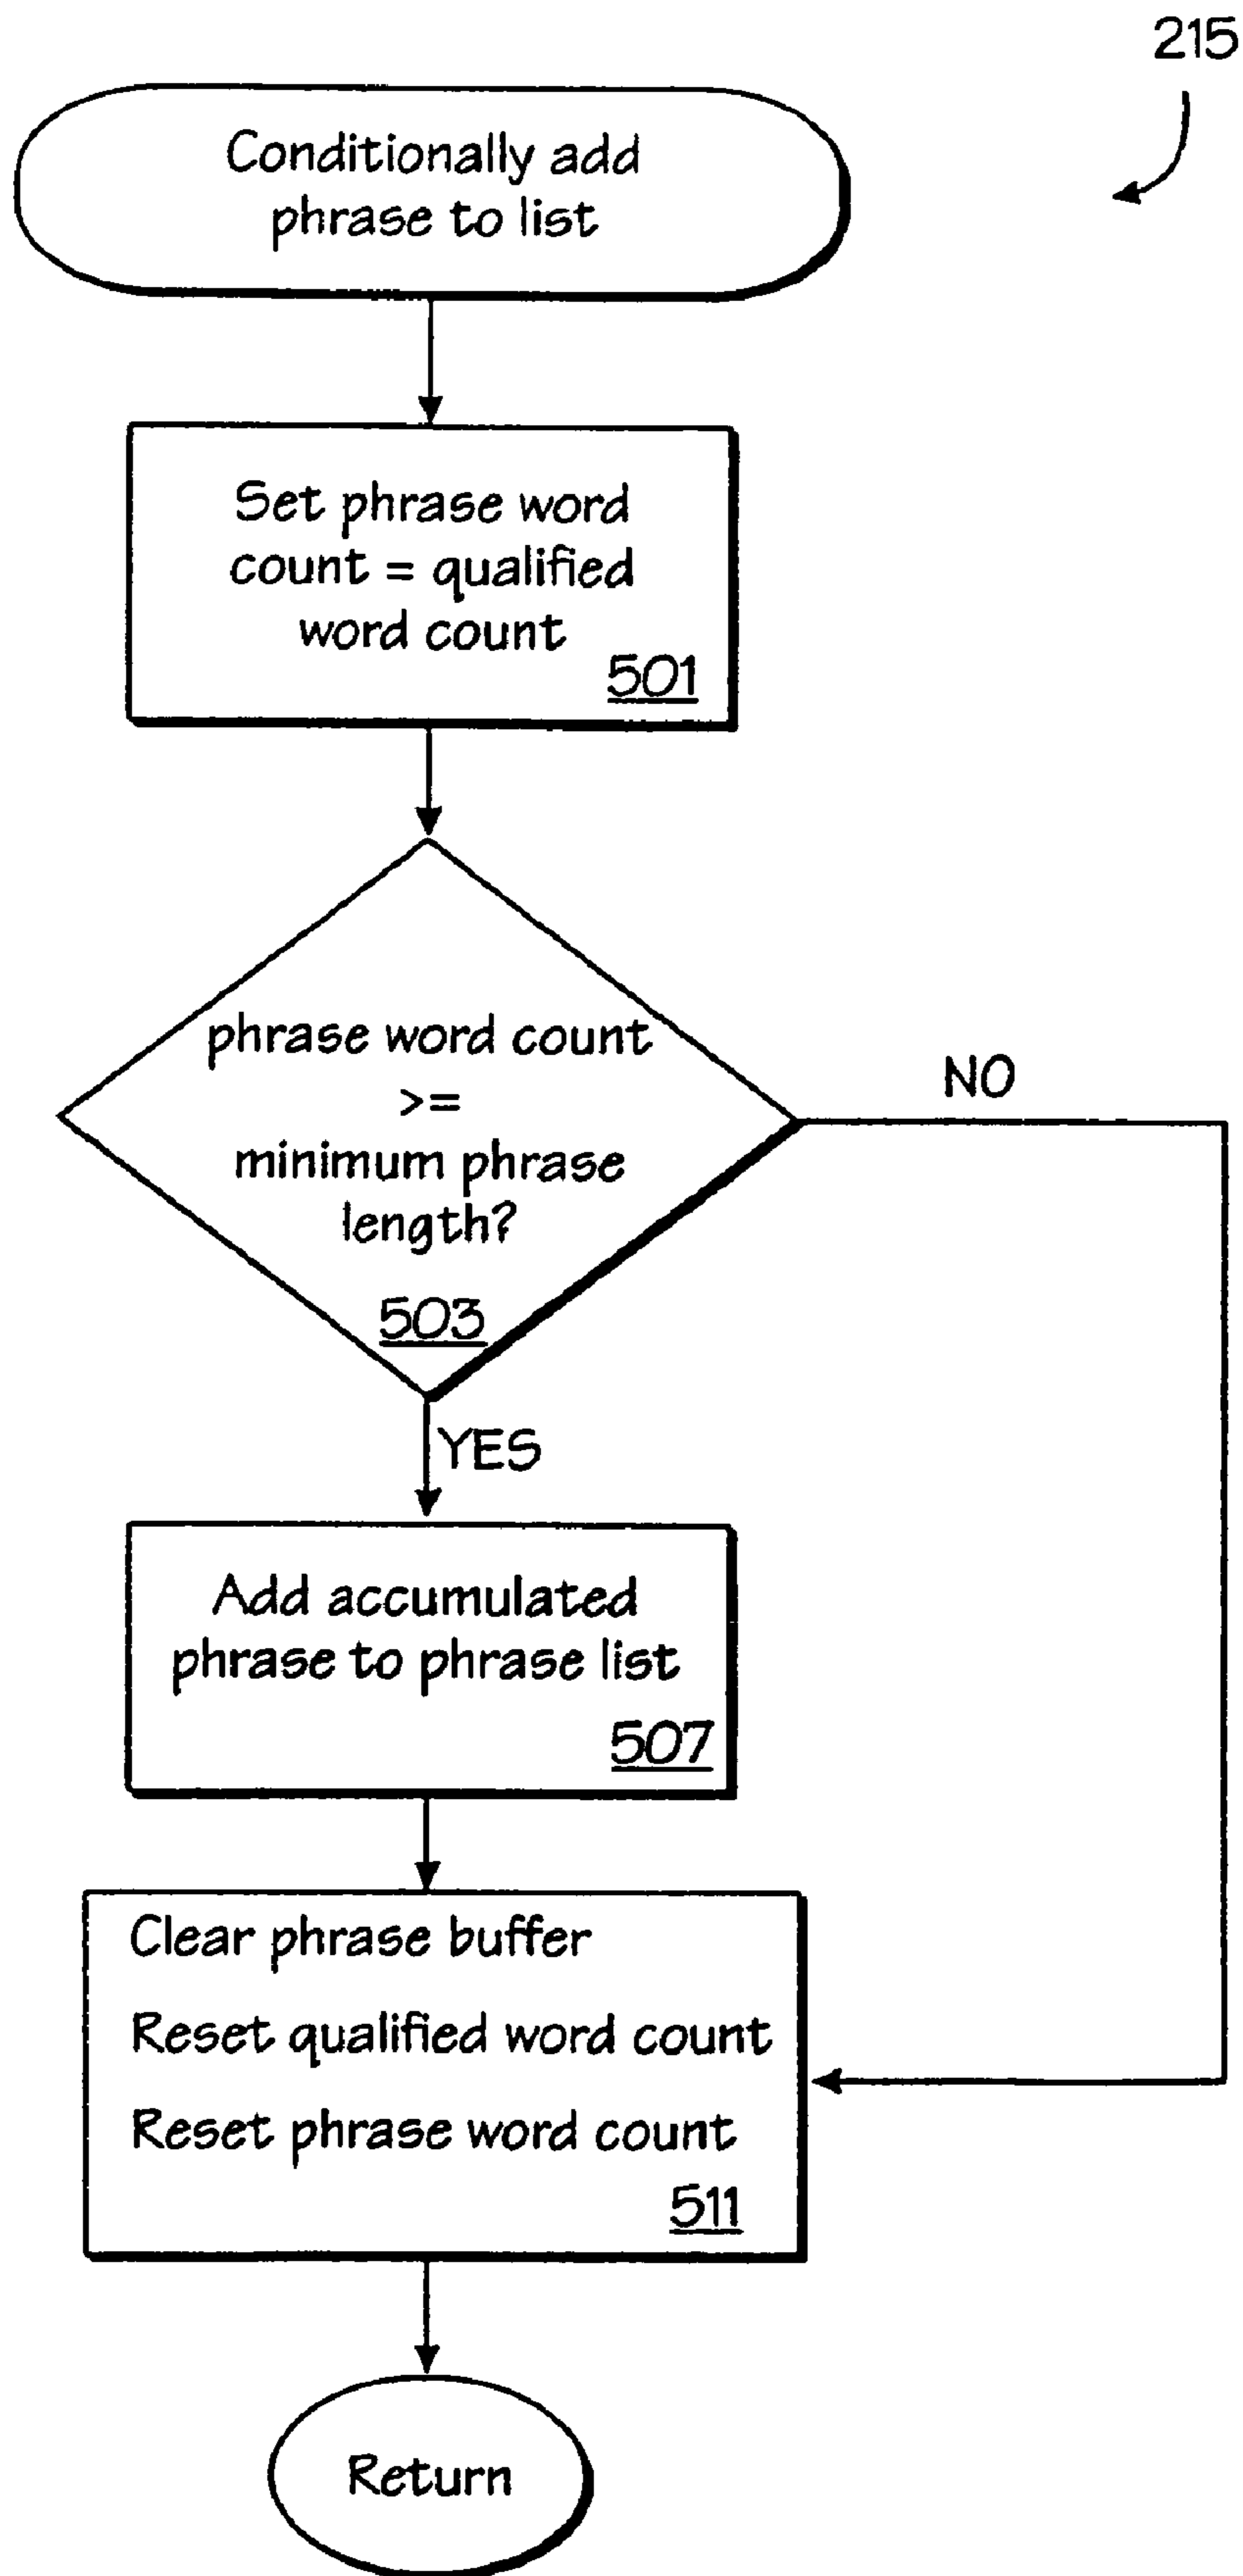 215
Conditionally add
phrase to list
Set phrase word
count = qualified
word count
501
phrase word count
>=
minimum phrase
length?
503
NO
YES
Add accumulated
phrase to phrase list
507
Clear phrase buffer
Reset qualified word count
Reset phrase word count
511
Return